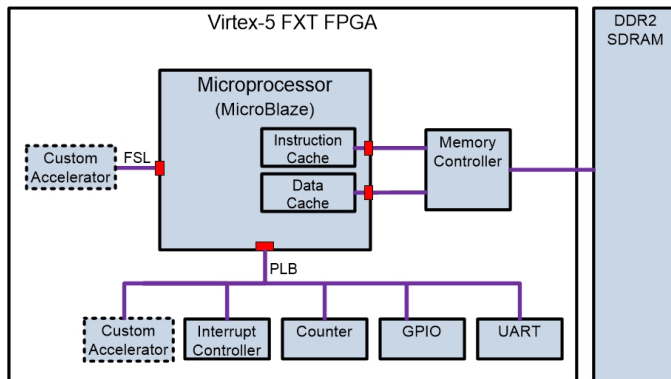 Virtex-5 FXT FPGA
DDR2
SDRAM
Microprocessor
(MicroBlaze)
Instruction
Cache
Data
Cache
Memory
Controller
Custom
Accelerator
FSL
PLB
Custom
Accelerator
Interrupt
Controller
Counter
GPIO
UART